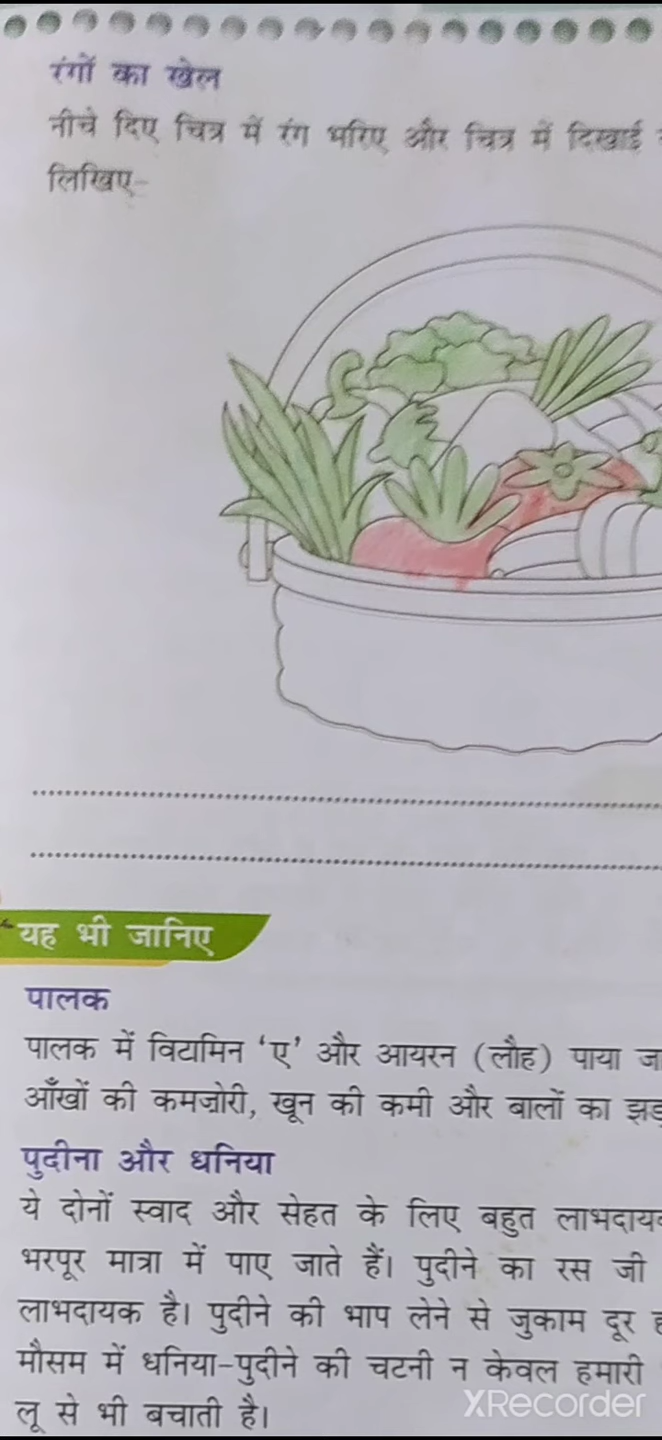 रंगों का खेल
नीचे दिए चित्र में रंग भरिए और चित्र में दिखाई
लिखिए-
यह भी जानिए
पालक
पालक में विटामिन ‘ए’ और आयरन (लौह) पाया
आँखों की कमज़ोरी, खून की कमी और बालों का
पुदीना और धनिया
ये दोनों स्वाद और सेहत के लिए बहुत
भरपूर मात्रा में पाए जाते हैं। पुदीने का रस जी
लाभदायक है। पुदीने की भाप लेने से जुकाम दूर
मौसम में धनिया-पुदीने की चटनी न केवल हमारी
लू से भी बचाती है।
XRecorder